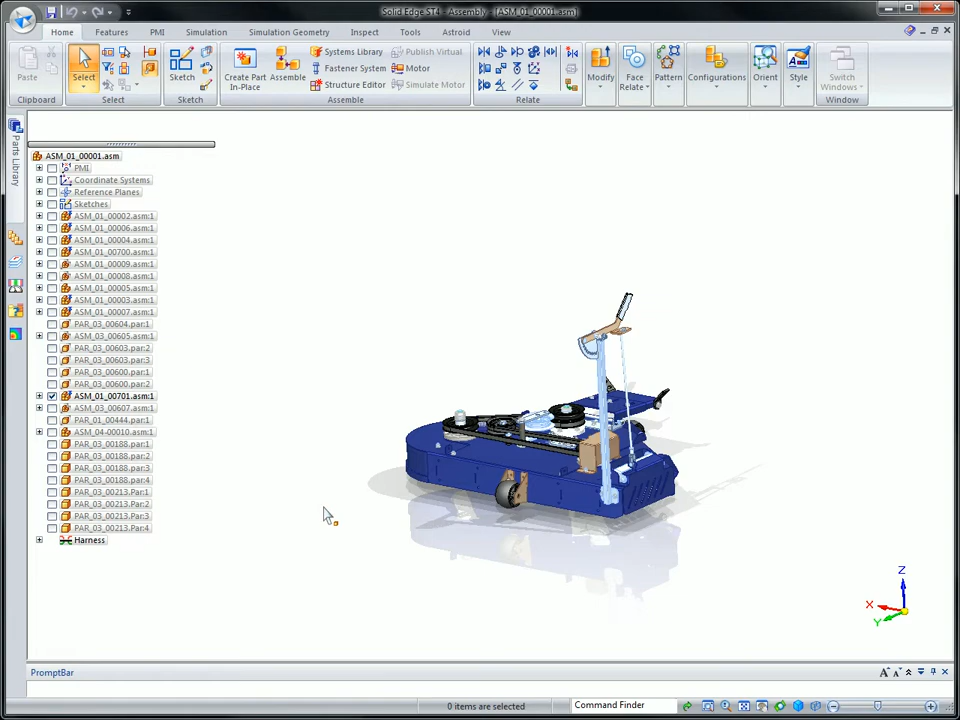 Solid Edge ST4 - Assembly - [ASM_01_00001.asm]
Home Features PMI Simulation Simulation Geometry Inspect Tools Astroid View
Paste
Select
Sketch
Create Part In-Place
Assemble
Systems Library
Fastener System
Structure Editor
Publish Virtual
Motor
Simulate Motor
Modify
Face Relate
Pattern
Configurations
Orient
Style
Switch Windows
Clipboard Select Sketch Assemble Relate Window
Parts Library
ASM_01_00001.asm
PMI
Coordinate Systems
Reference Planes
Sketches
ASM_01_00002.asm:1
ASM_01_00006.asm:1
ASM_01_00004.asm:1
ASM_01_00700.asm:1
ASM_01_00009.asm:1
ASM_01_00008.asm:1
ASM_01_00005.asm:1
ASM_01_00003.asm:1
ASM_01_00007.asm:1
PAR_03_00604.par:1
ASM_03_00605.asm:1
PAR_03_00603.par:2
PAR_03_00603.par:3
PAR_03_00600.par:1
PAR_03_00600.par:2
ASM_01_00701.asm:1
ASM_03_00607.asm:1
PAR_01_00444.par:1
ASM_04-00010.asm:1
PAR_03_00188.par:1
PAR_03_00188.par:2
PAR_03_00188.par:3
PAR_03_00188.par:4
PAR_03_00213.Par:1
PAR_03_00213.Par:2
PAR_03_00213.Par:3
PAR_03_00213.Par:4
Harness
Z
X
Y
PromptBar
0 items are selected
Command Finder